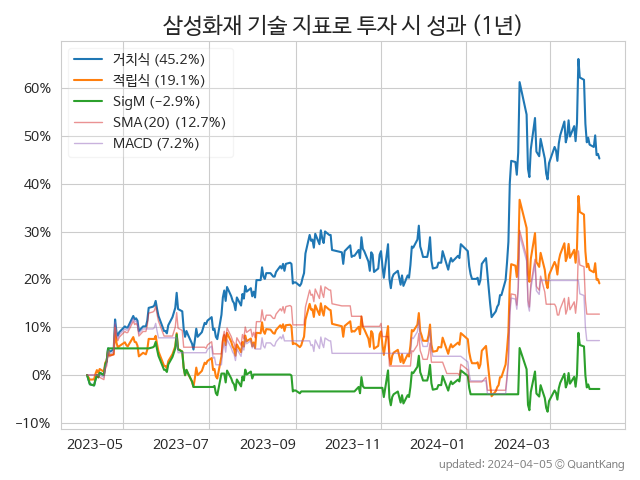 삼성화재 기술 지표로 투자 시 성과 (1년)
거치식 (45.2%)
적립식 (19.1%)
SigM (−2.9%)
SMA(20) (12.7%)
MACD (7.2%)
60%
50%
40%
30%
20%
10%
0%
−10%
2023-05 2023-07 2023-09 2023-11 2024-01 2024-03
updated: 2024-04-05 © QuantKang